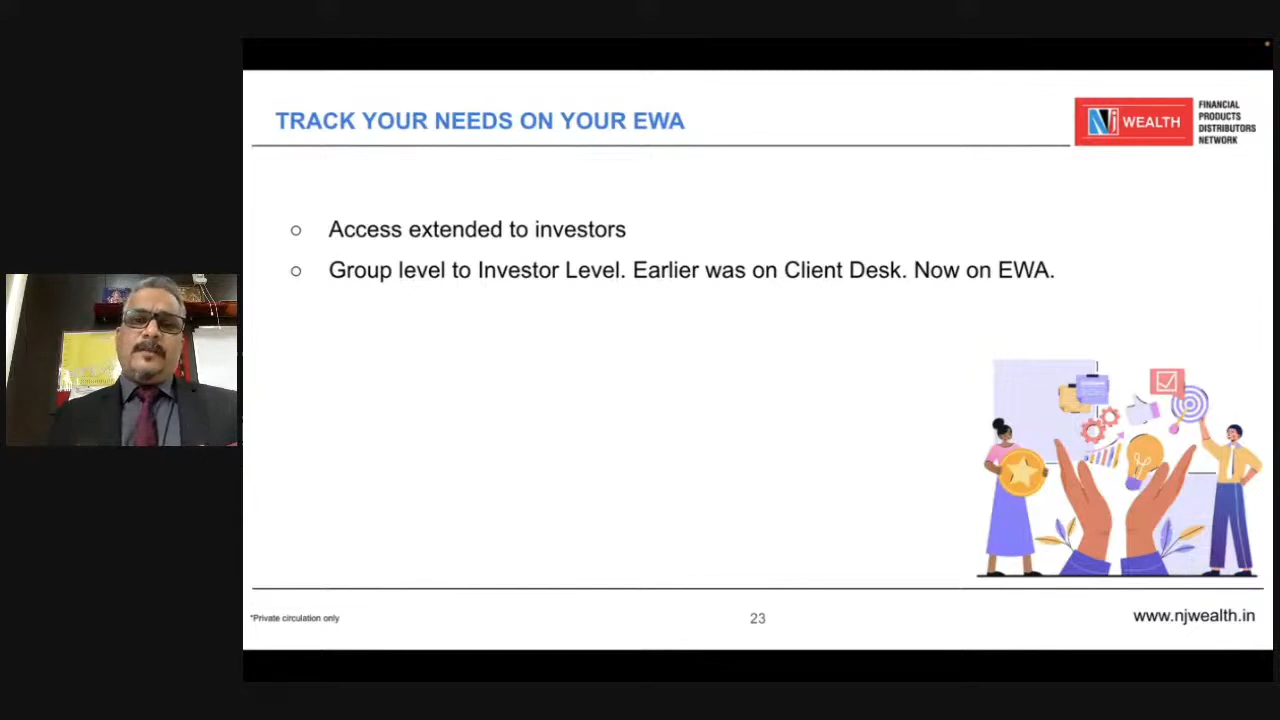 TRACK YOUR NEEDS ON YOUR EWA
NJ WEALTH
FINANCIAL
PRODUCTS
DISTRIBUTORS
NETWORK
○ Access extended to investors
○ Group level to Investor Level. Earlier was on Client Desk. Now on EWA.
*Private circulation only
23
www.njwealth.in